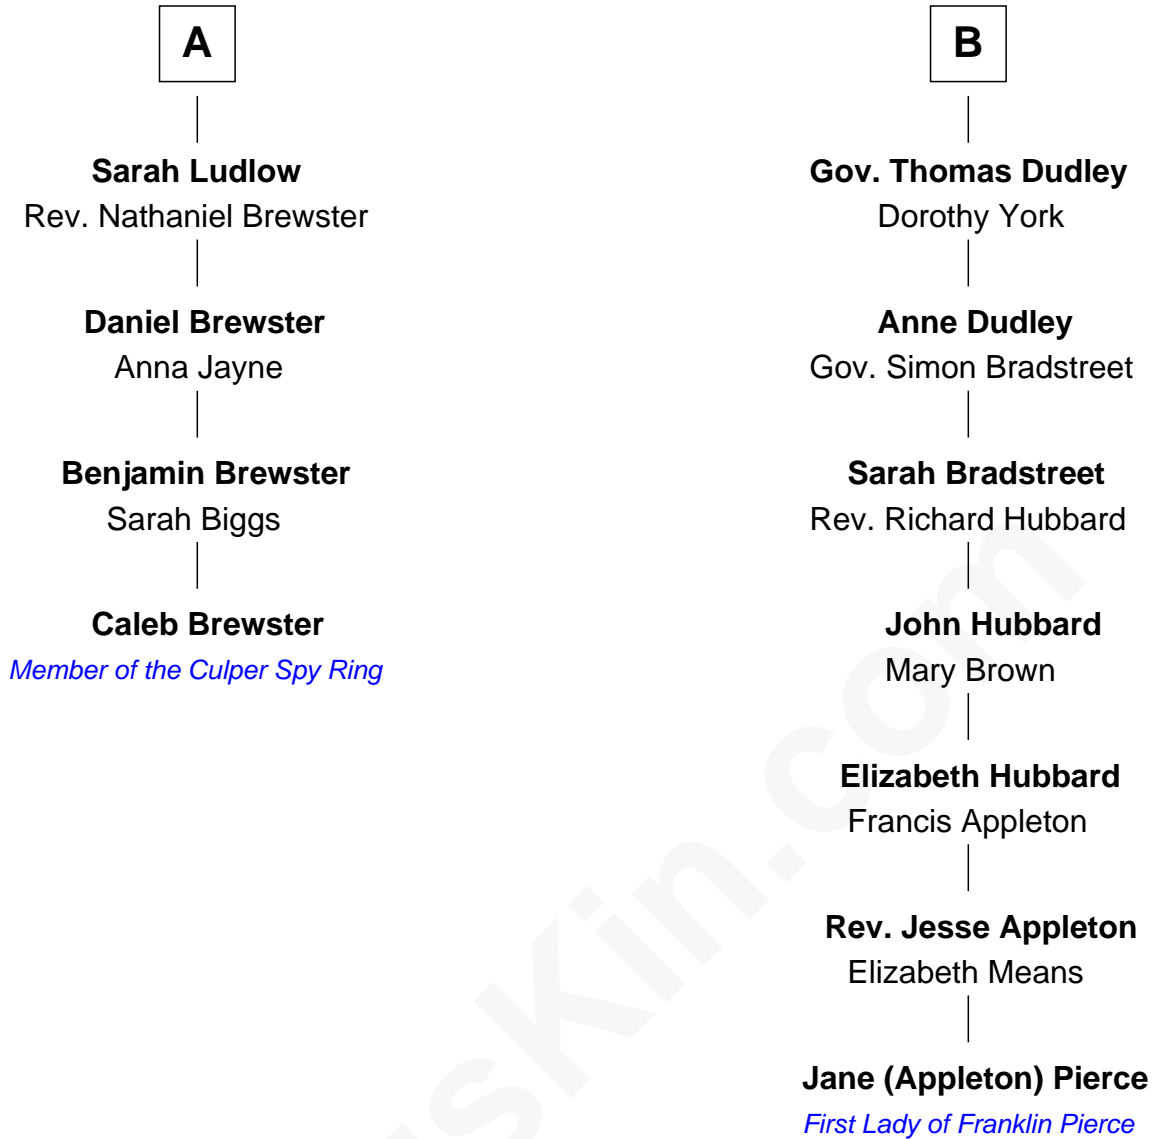 A
Sarah Ludlow
Rev. Nathaniel Brewster
Daniel Brewster
Anna Jayne
Benjamin Brewster
Sarah Biggs
Caleb Brewster
Member of the Culper Spy Ring
B
Gov. Thomas Dudley
Dorothy York
Anne Dudley
Gov. Simon Bradstreet
Sarah Bradstreet
Rev. Richard Hubbard
John Hubbard
Mary Brown
Elizabeth Hubbard
Francis Appleton
Rev. Jesse Appleton
Elizabeth Means
Jane (Appleton) Pierce
First Lady of Franklin Pierce
sKin.com